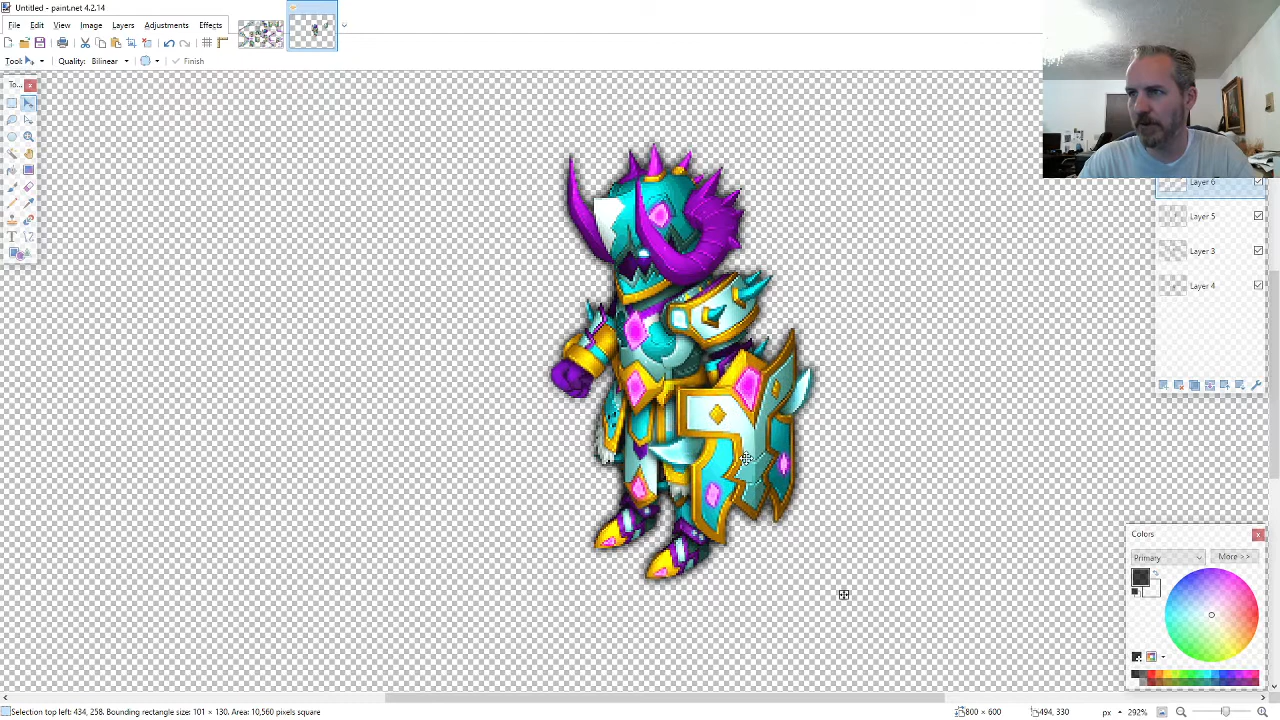 Untitled - paint.net 4.2.14
File Edit View Image Layers Adjustments Effects
Tool: Quality: Bilinear Finish
To...
Layer 6
Layer 5
Layer 3
Layer 4
Colors
Primary More >>
Selection top left: 434, 258. Bounding rectangle size: 101 × 130. Area: 10,560 pixels square 800 × 600 494, 330 px 292%